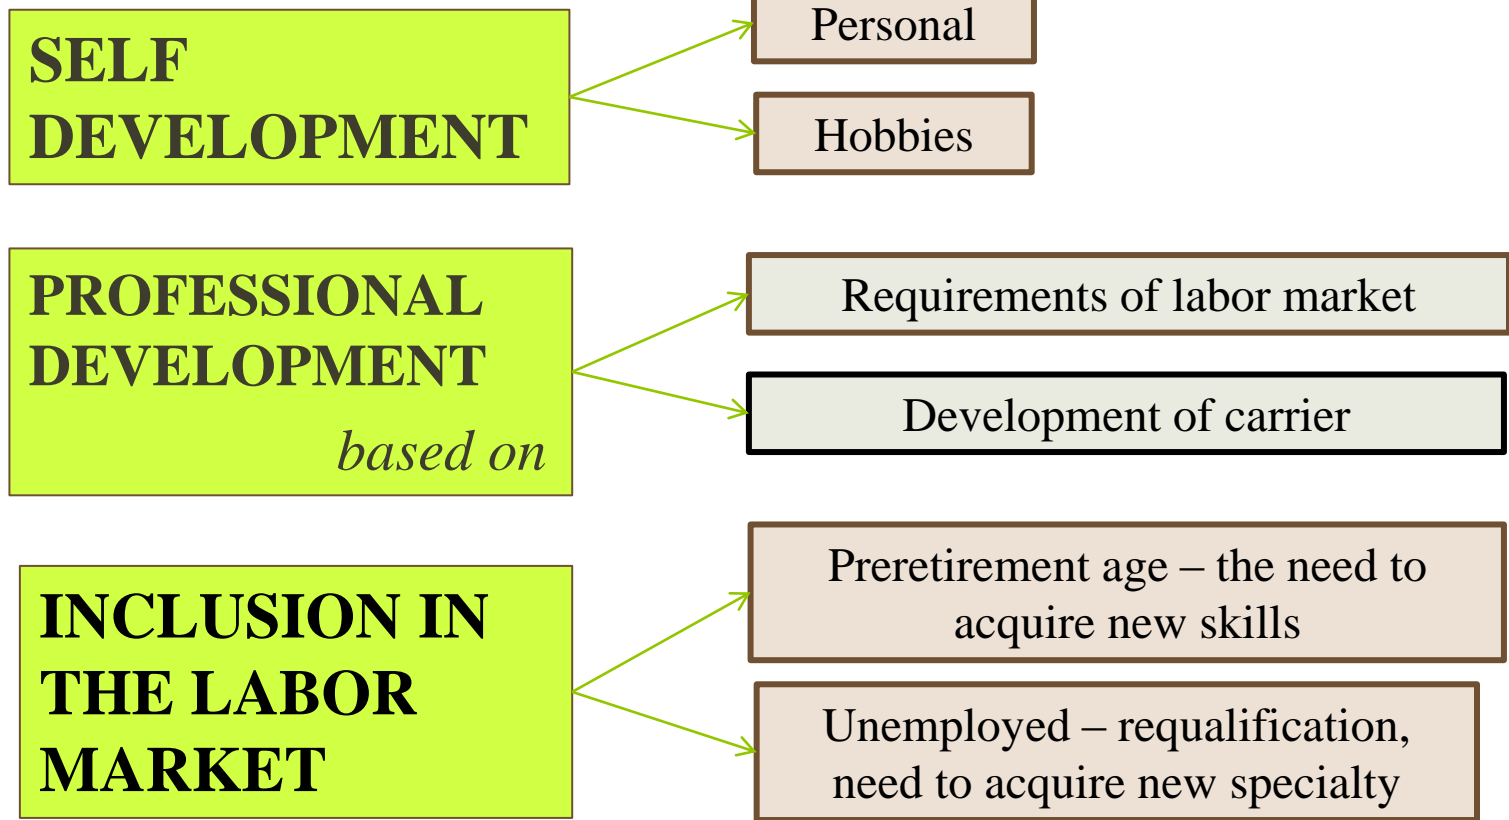 SELF
DEVELOPMENT
Personal
Hobbies
PROFESSIONAL
DEVELOPMENT
based on
Requirements of labor market
Development of carrier
INCLUSION IN
THE LABOR
MARKET
Preretirement age – the need to
acquire new skills
Unemployed – requalification,
need to acquire new specialty